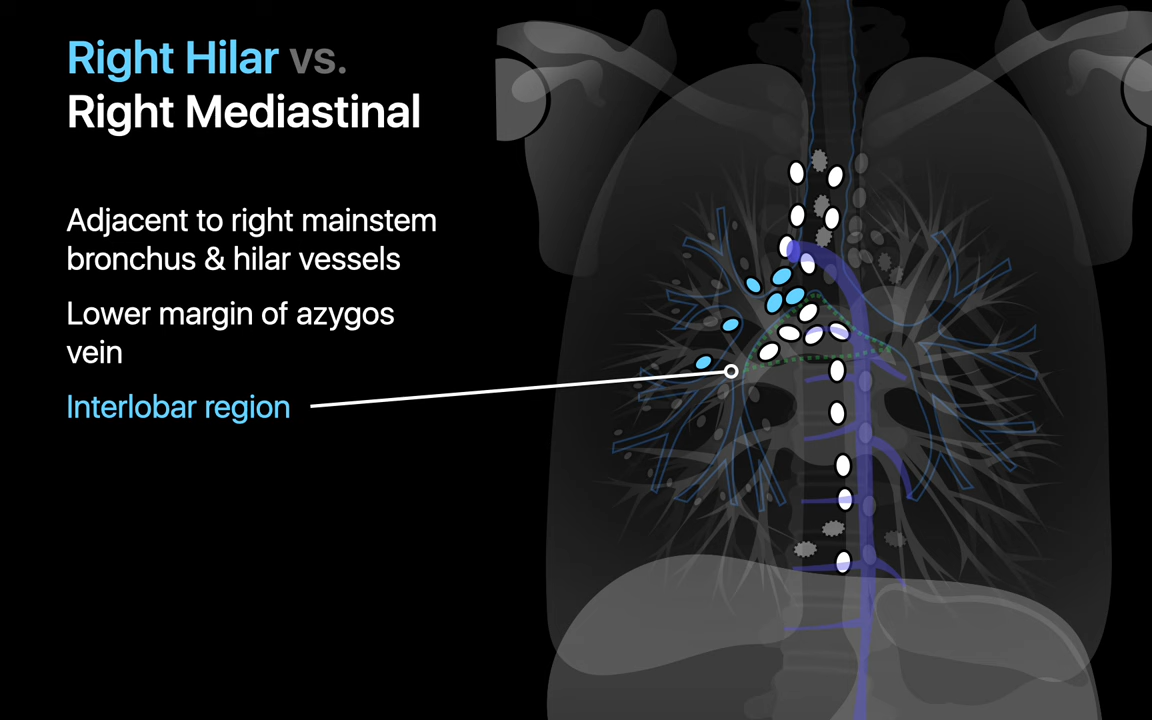 Right Hilar vs.
Right Mediastinal
Adjacent to right mainstem
bronchus & hilar vessels
Lower margin of azygos
vein
Interlobar region